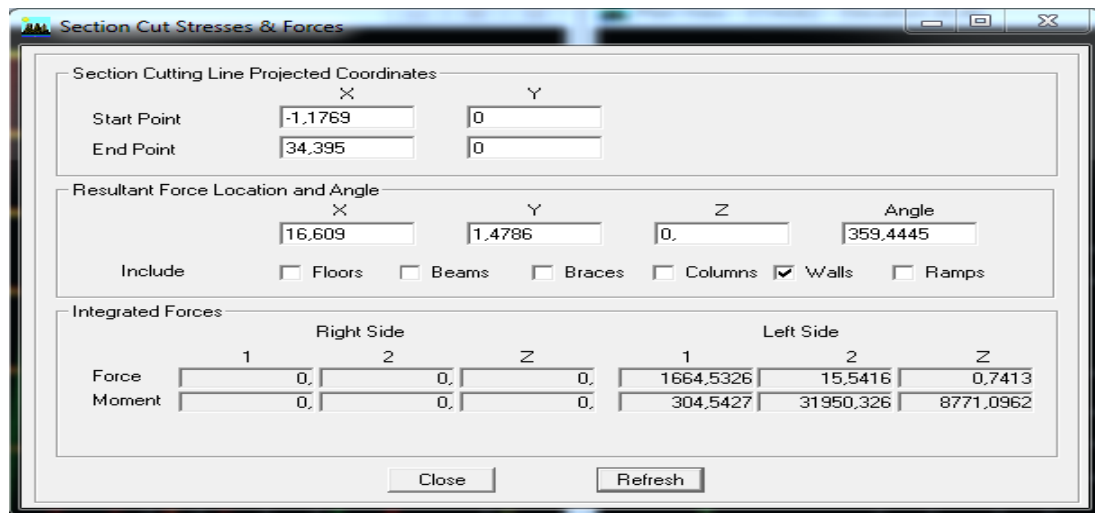 Section Cut Stresses & Forces
Section Cutting Line Projected Coordinates
X Y
Start Point -1,1769 0
End Point 34,395 0
Resultant Force Location and Angle
X Y Z Angle
16,609 1,4786 0, 359,4445
Include Floors Beams Braces Columns Walls Ramps
Integrated Forces
Right Side Left Side
1 2 Z 1 2 Z
Force 0, 0, 0, 1664,5326 15,5416 0,7413
Moment 0, 0, 0, 304,5427 31950,326 8771,0962
Close Refresh